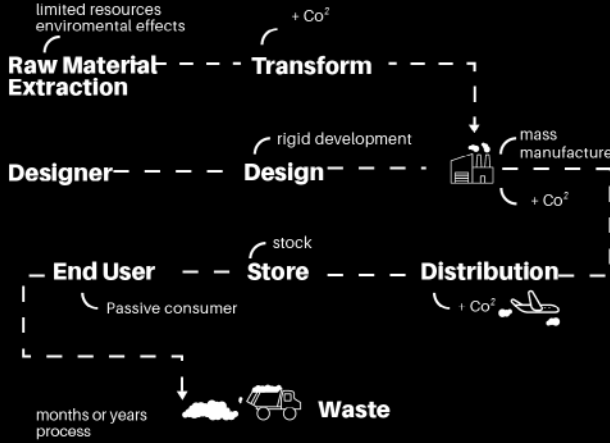 limited resources
enviromental effects
+ Co²
Raw Material
Extraction
Transform
rigid development
mass
manufacture
Designer
Design
+ Co²
stock
End User
Store
Distribution
Passive consumer
+ Co²
Waste
months or years
process